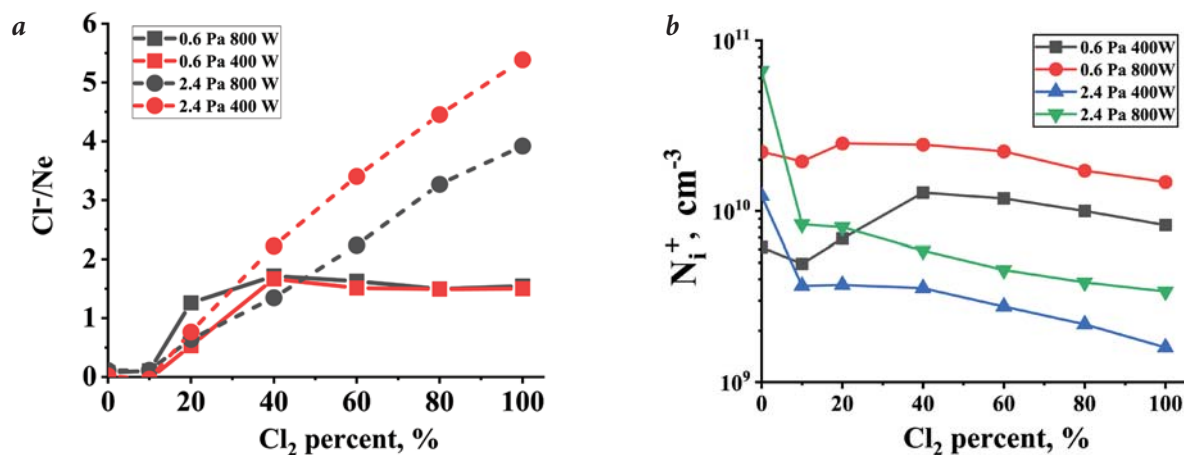 a
6
5
4
3
2
1
0
0.6 Pa 800 W
0.6 Pa 400 W
2.4 Pa 800 W
2.4 Pa 400 W
Cl⁻/Ne
0 20 40 60 80 100
Cl₂ percent, %
b
10¹¹
10¹⁰
10⁹
0.6 Pa 400W
0.6 Pa 800W
2.4 Pa 400W
2.4 Pa 800W
Nᵢ⁺, cm⁻³
0 20 40 60 80 100
Cl₂ percent, %